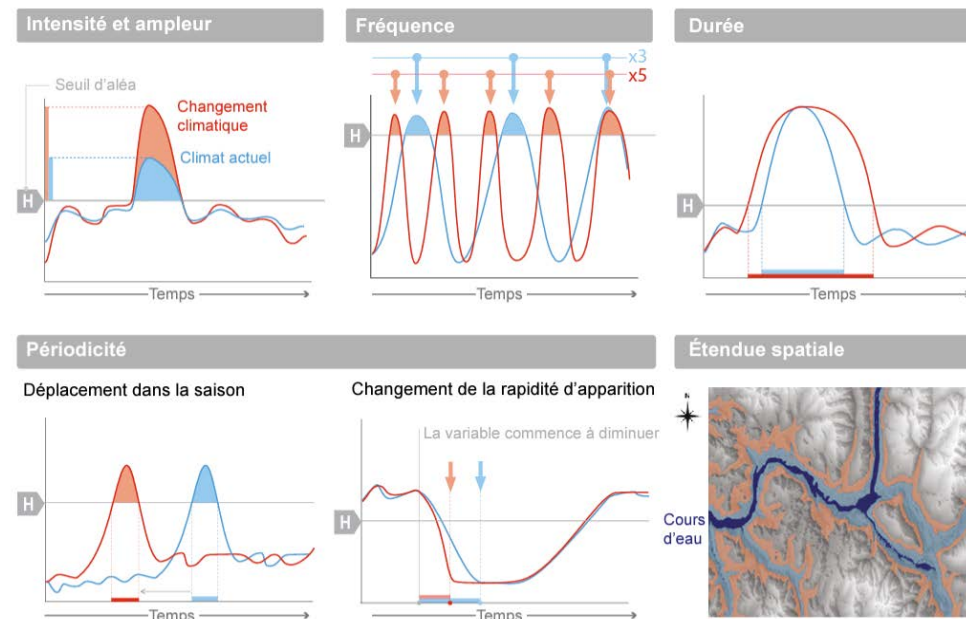 Intensité et ampleur
Seuil d'aléa
Changement
climatique
Climat actuel
H
Temps
Fréquence
x3
x5
H
Temps
Durée
H
Temps
Périodicité
Déplacement dans la saison
H
Temps
Changement de la rapidité d'apparition
La variable commence à diminuer
H
Temps
Étendue spatiale
N
Cours
d'eau